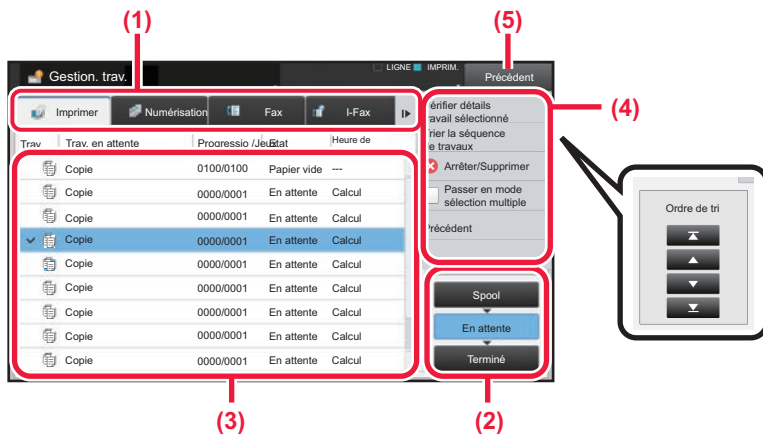 (1)
(5)
Gestion. trav.
LIGNE IMPRIM.
Précédent
Imprimer Numérisation Fax I-Fax
Trav. Trav. en attente Progressio /Jeux Etat Heure de
Copie 0100/0100 Papier vide ---
Copie 0000/0001 En attente Calcul
Copie 0000/0001 En attente Calcul
Copie 0000/0001 En attente Calcul
Copie 0000/0001 En attente Calcul
Copie 0000/0001 En attente Calcul
Copie 0000/0001 En attente Calcul
Copie 0000/0001 En attente Calcul
Copie 0000/0001 En attente Calcul
érifier détails
ravail sélectionné
rier la séquence
e travaux
Arrêter/Supprimer
Passer en mode
sélection multiple
récédent
(4)
Ordre de tri
Spool
En attente
Terminé
(3)
(2)